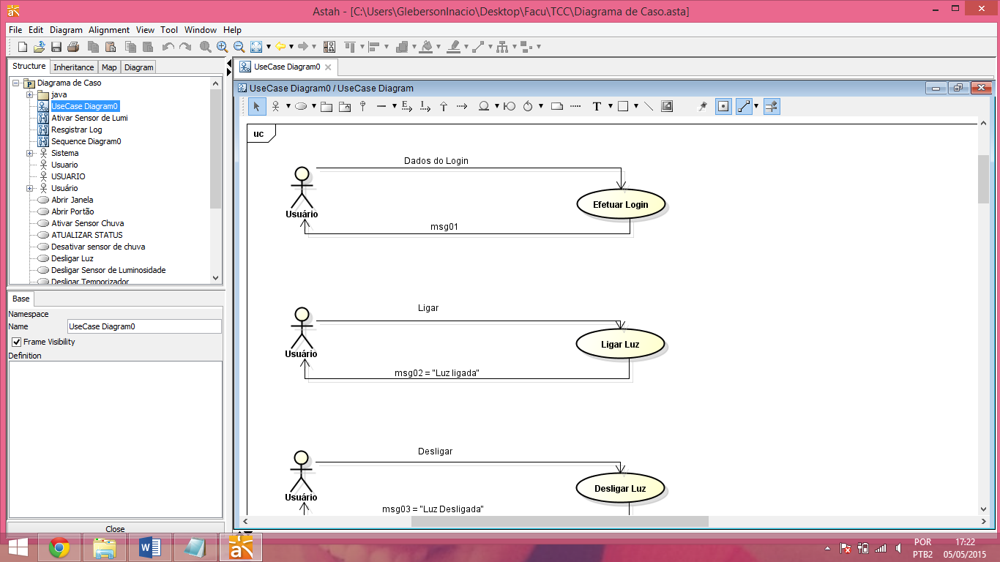 Astah - [C:\Users\GlebersonInacio\Desktop\Facu\TCC\Diagrama de Caso.asta]
File Edit Diagram Alignment View Tool Window Help
Structure Inheritance Map Diagram
Diagrama de Caso
java
UseCase Diagram0
Ativar Sensor de Lumi
Resgistrar Log
Sequence Diagram0
Sistema
Usuario
USUARIO
Usuário
Abrir Janela
Abrir Portão
Ativar Sensor Chuva
ATUALIZAR STATUS
Desativar sensor de chuva
Desligar Luz
Desligar Sensor de Luminosidade
Desligar Temporizador
Base
Namespace
Name UseCase Diagram0
Frame Visibility
Definition
Close
UseCase Diagram0
UseCase Diagram0 / UseCase Diagram
T
uc
Dados do Login
Usuário
Efetuar Login
msg01
Ligar
Usuário
Ligar Luz
msg02 = "Luz ligada"
Desligar
Usuário
Desligar Luz
msg03 = "Luz Desligada"
POR 17:22
PTB2 05/05/2015